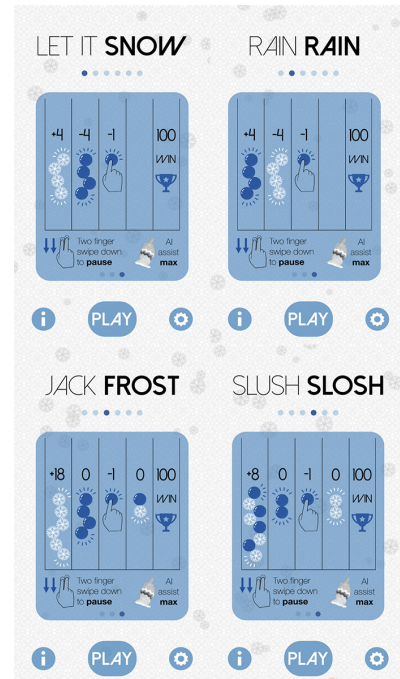 LET IT SNOW
+4 -4 -1 100
WIN
Two finger
swipe down
to pause
AI
assist
max
i PLAY
RAIN RAIN
+4 -4 -1 100
WIN
Two finger
swipe down
to pause
AI
assist
max
i PLAY
JACK FROST
+18 0 -1 0 100
WIN
Two finger
swipe down
to pause
AI
assist
max
i PLAY
SLUSH SLOSH
+8 0 -1 0 100
WIN
Two finger
swipe down
to pause
AI
assist
max
i PLAY